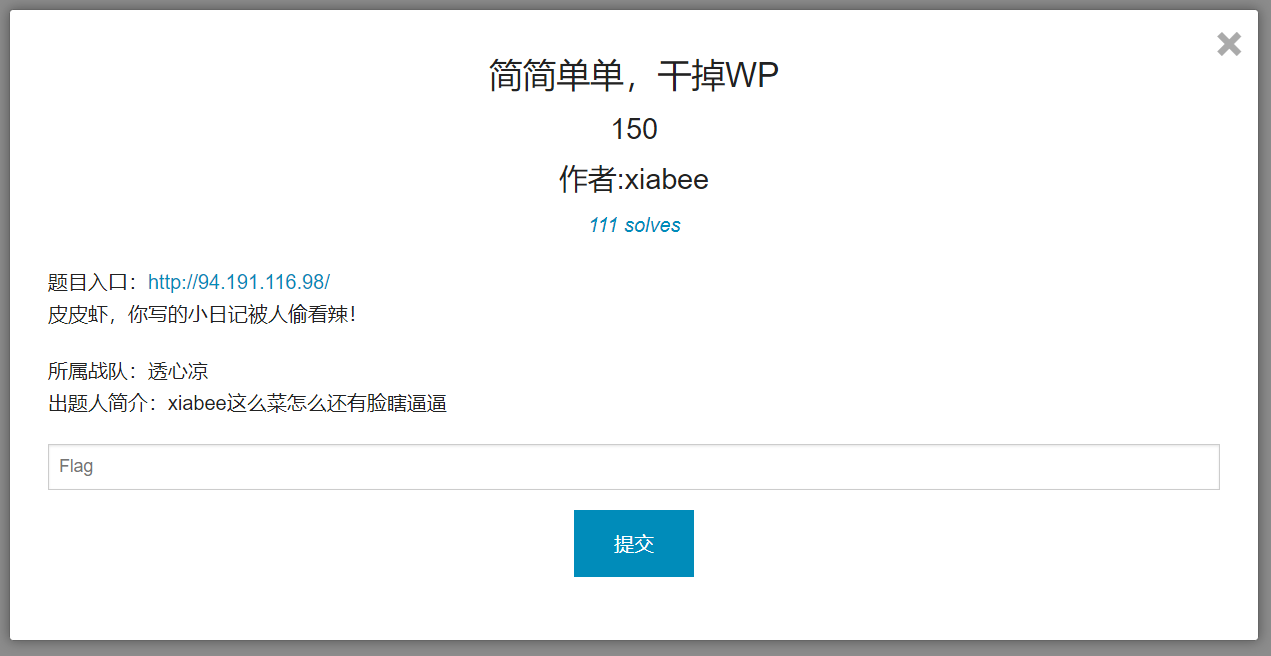 简简单单，干掉WP
150
作者:xiabee
111 solves
题目入口：http://94.191.116.98/
皮皮虾，你写的小日记被人偷看辣！
所属战队：透心凉
出题人简介：xiabee这么菜怎么还有脸瞎逼逼
Flag
提交